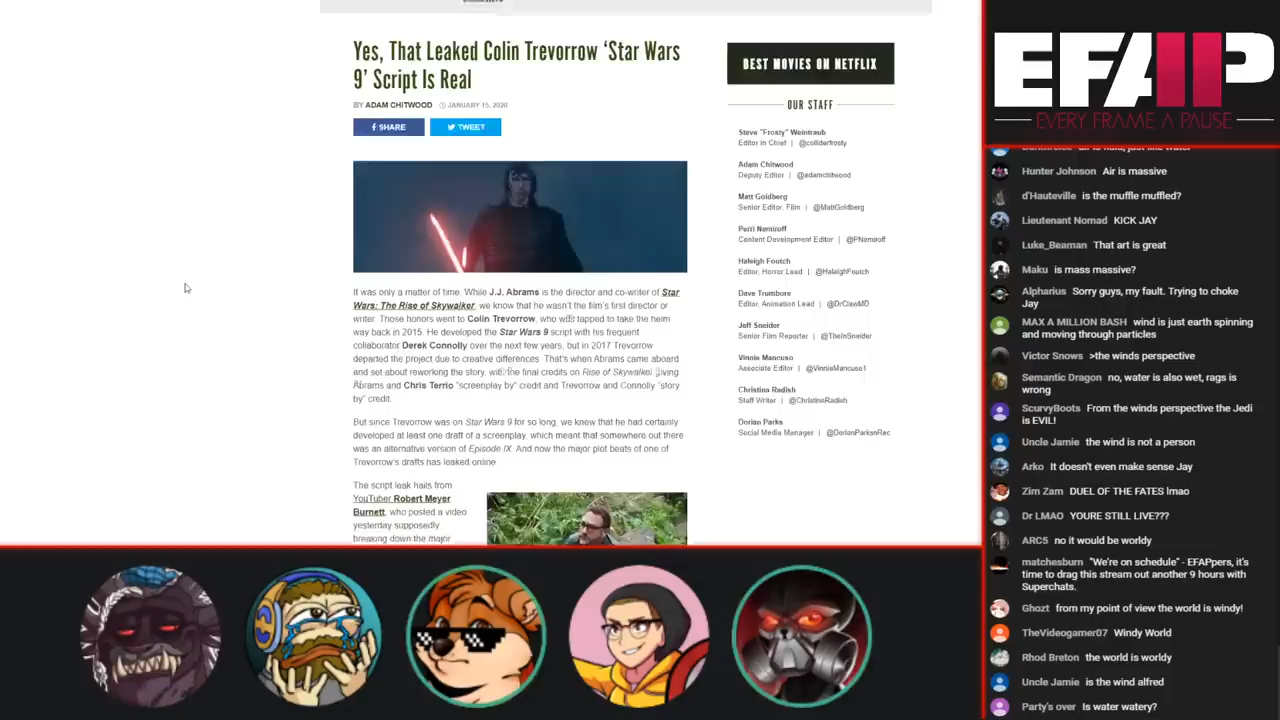 Yes, That Leaked Colin Trevorrow ‘Star Wars
9’ Script Is Real
BY ADAM CHITWOOD JANUARY 15, 2020
SHARE
TWEET
It was only a matter of time. While J.J. Abrams is the director and co-writer of Star
Wars: The Rise of Skywalker, we know that he wasn't the film's first director or
writer. Those honors went to Colin Trevorrow, who was tapped to take the helm
way back in 2015. He developed the Star Wars 9 script with his frequent
collaborator Derek Connolly over the next few years, but in 2017 Trevorrow
departed the project due to creative differences. That's when Abrams came aboard
and set about reworking the story, with the final credits on Rise of Skywalker giving
Abrams and Chris Terrio "screenplay by" credit and Trevorrow and Connolly "story
by" credit.
But since Trevorrow was on Star Wars 9 for so long, we knew that he had certainly
developed at least one draft of a screenplay, which meant that somewhere out there
was an alternative version of Episode IX. And now the major plot beats of one of
Trevorrow's drafts has leaked online.
The script leak hails from
YouTuber Robert Meyer
Burnett, who posted a video
yesterday supposedly
breaking down the major
BEST MOVIES ON NETFLIX
OUR STAFF
Steve "Frosty" Weintraub
Editor in Chief | @colliderfrosty
Adam Chitwood
Deputy Editor | @adamchitwood
Matt Goldberg
Senior Editor, Film | @MattGoldberg
Perri Nemiroff
Content Development Editor | @PNemiroff
Haleigh Foutch
Editor, Horror Lead | @HaleighFoutch
Dave Trumbore
Editor, Animation Lead | @DrClawMD
Jeff Sneider
Senior Film Reporter | @TheInSneider
Vinnie Mancuso
Associate Editor | @VinnieMancuso1
Christina Radish
Staff Writer | @ChristinaRadish
Dorian Parks
Social Media Manager | @DorianParksnRec
EFAP
EVERY FRAME A PAUSE
Hunter Johnson Air is massive
d'Hauteville is the muffle muffled?
Lieutenant Nomad KICK JAY
Luke_Beaman That art is great
Maku is mass massive?
Alpharius Sorry guys, my fault. Trying to choke
Jay
MAX A MILLION BASH wind is just earth spinning
and moving through particles
Victor Snows >the winds perspective
Semantic Dragon no, water is also wet, rags is
wrong
ScurvyBoots From the winds perspective the Jedi
is EVIL!
Uncle Jamie the wind is not a person
Arko It doesn't even make sense Jay
Zim Zam DUEL OF THE FATES lmao
Dr LMAO YOURE STILL LIVE???
ARC5 no it would be worldy
matchesburn "We're on schedule" - EFAPpers, it's
time to drag this stream out another 9 hours with
Superchats.
Ghozt from my point of view the world is windy!
TheVideogamer07 Windy World
Rhod Breton the world is worldy
Uncle Jamie is the wind alfred
Party's over Is water watery?